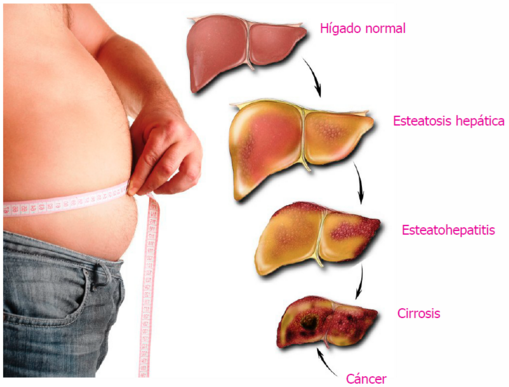 Hígado normal
Esteatosis hepática
Esteatohepatitis
Cirrosis
Cáncer